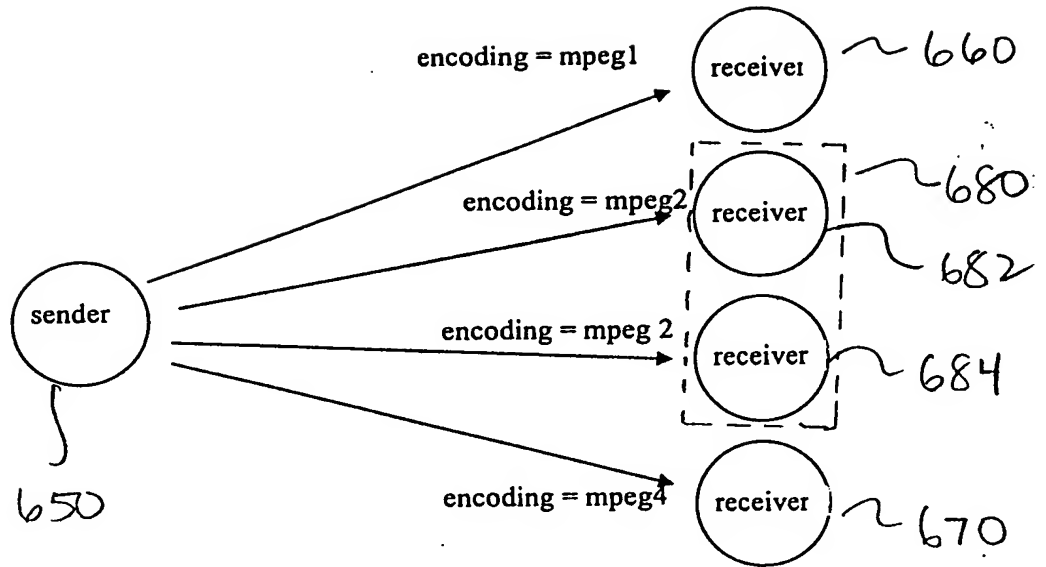 encoding = mpeg1
receiver
660
encoding = mpeg2
receiver
680
682
sender
encoding = mpeg 2
receiver
684
650
encoding = mpeg4
receiver
670